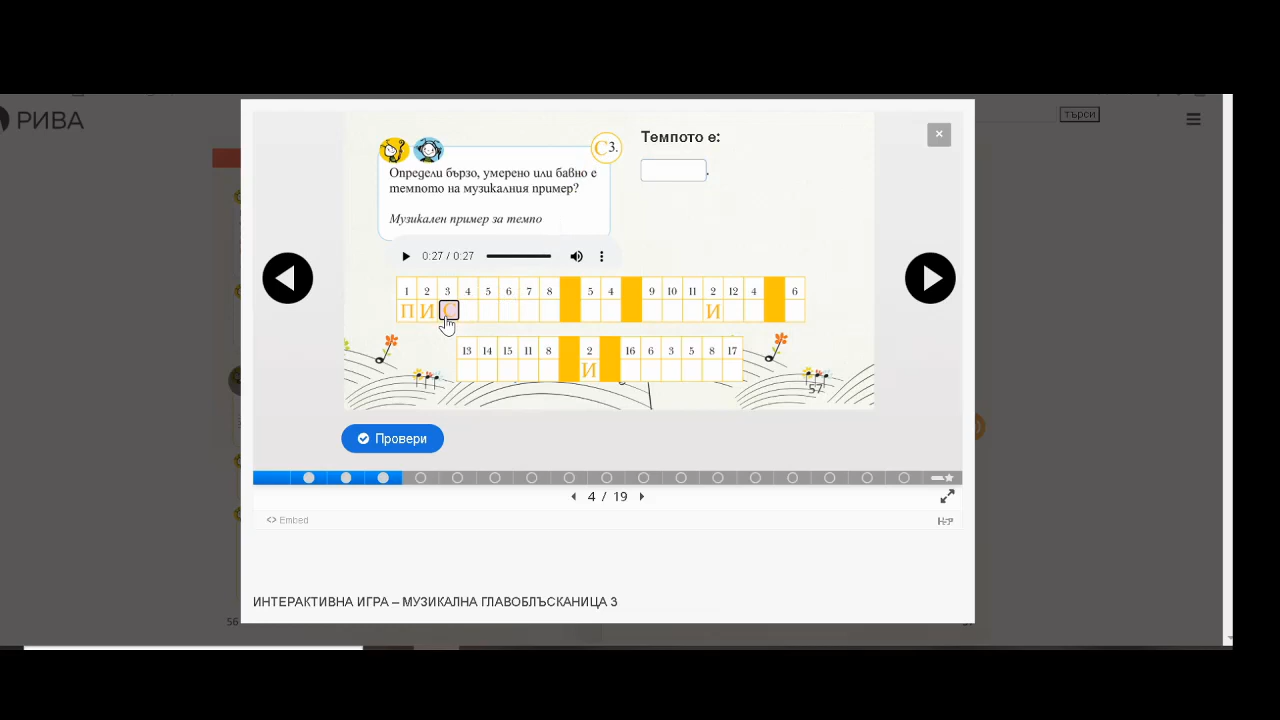 РИВА
търси
×
С 3.
Темпото е:
Определи бързо, умерено или бавно е
темпото на музикалния пример?
.
Музикален пример за темпо
0:27 / 0:27
1 2 3 4 5 6 7 8 5 4 9 10 11 2 12 4 6
П И С И
13 14 15 11 8 2 16 6 3 5 8 17
И
57
Провери
4 / 19
<> Embed
H-P
ИНТЕРАКТИВНА ИГРА – МУЗИКАЛНА ГЛАВОБЛЪСКАНИЦА 3
56